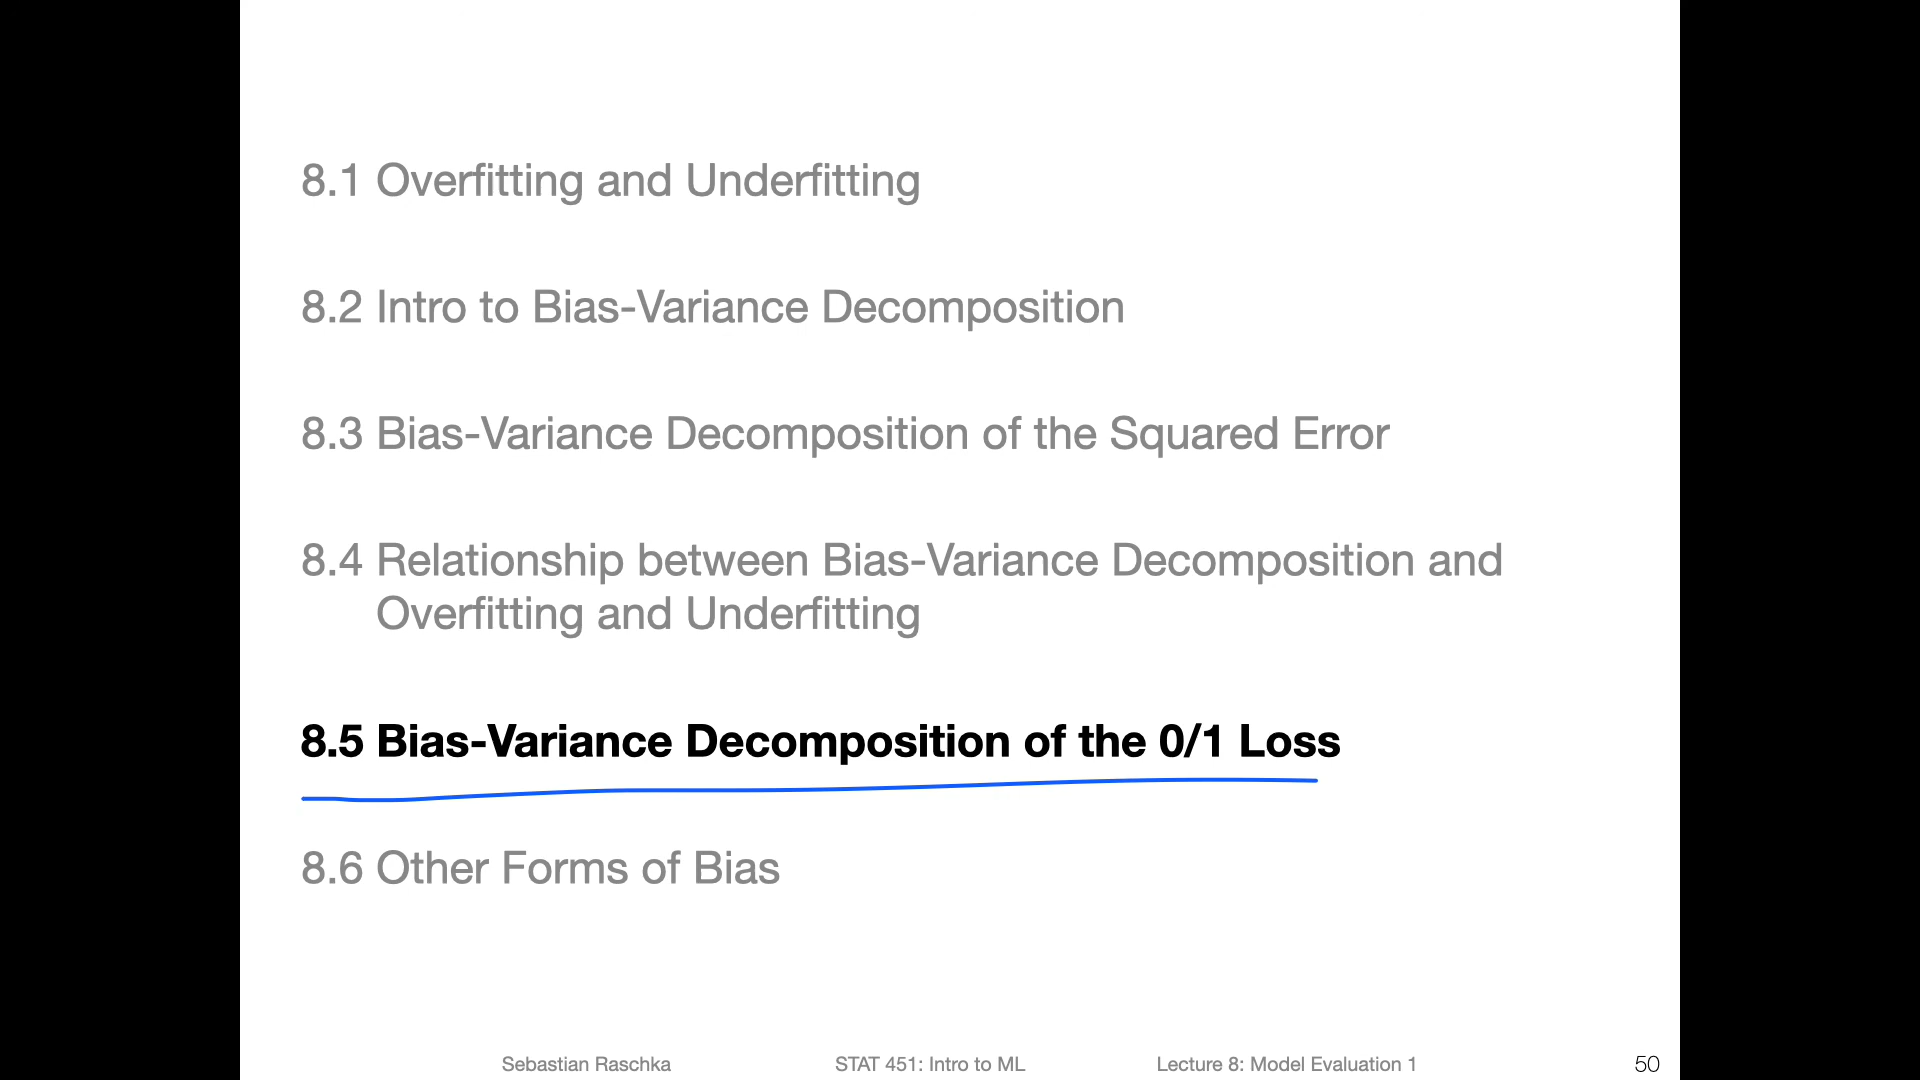 8.1 Overfitting and Underfitting
8.2 Intro to Bias-Variance Decomposition
8.3 Bias-Variance Decomposition of the Squared Error
8.4 Relationship between Bias-Variance Decomposition and
Overfitting and Underfitting
8.5 Bias-Variance Decomposition of the 0/1 Loss
8.6 Other Forms of Bias
Sebastian Raschka STAT 451: Intro to ML Lecture 8: Model Evaluation 1 50